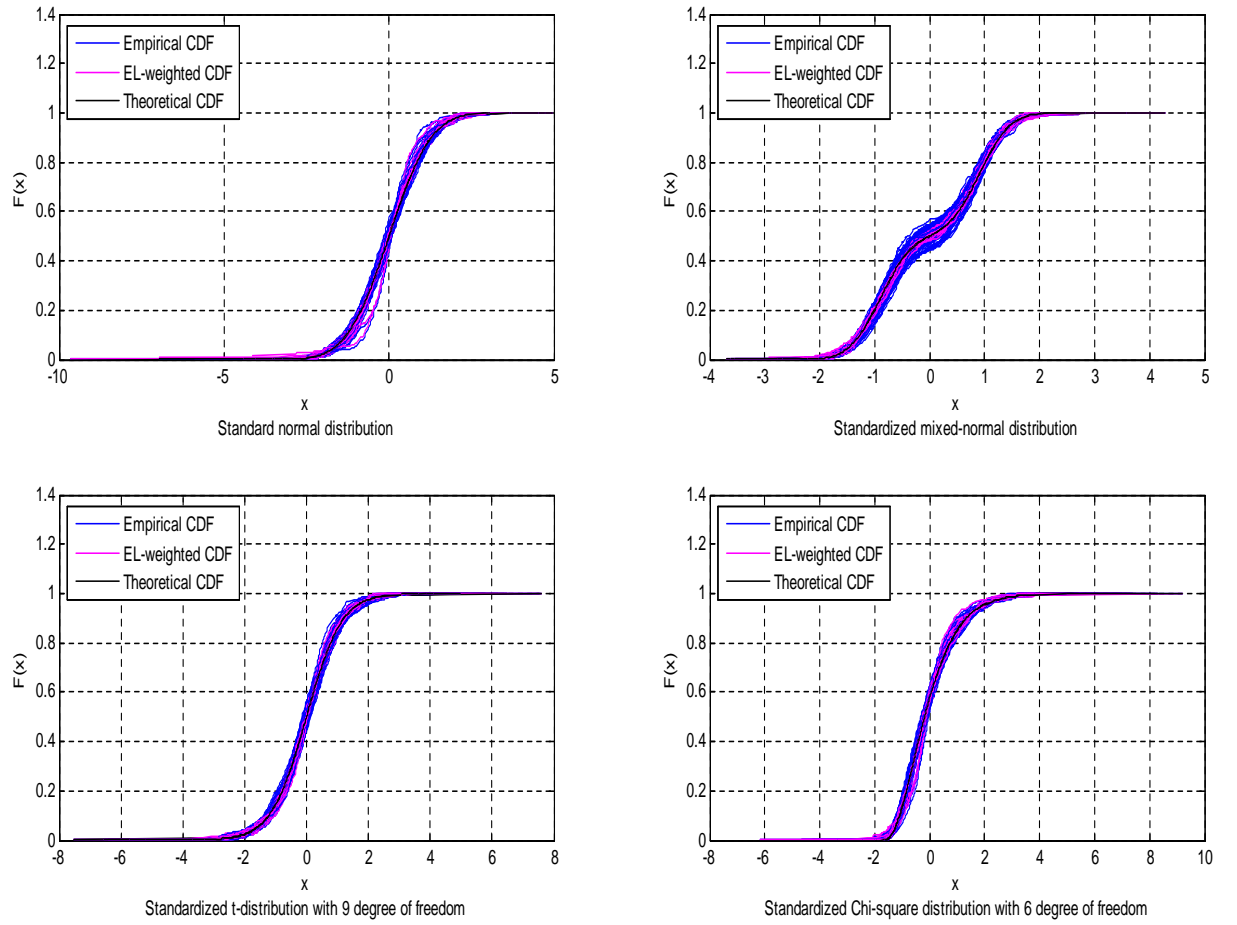 1.4
1.2
1
0.8
0.6
0.4
0.2
0
F(x)
Empirical CDF
EL-weighted CDF
Theoretical CDF
-10 -5 0 5
x
Standard normal distribution
1.4
1.2
1
0.8
0.6
0.4
0.2
0
F(x)
Empirical CDF
EL-weighted CDF
Theoretical CDF
-4 -3 -2 -1 0 1 2 3 4 5
x
Standardized mixed-normal distribution
1.4
1.2
1
0.8
0.6
0.4
0.2
0
F(x)
Empirical CDF
EL-weighted CDF
Theoretical CDF
-8 -6 -4 -2 0 2 4 6 8
x
Standardized t-distribution with 9 degree of freedom
1.4
1.2
1
0.8
0.6
0.4
0.2
0
F(x)
Empirical CDF
EL-weighted CDF
Theoretical CDF
-8 -6 -4 -2 0 2 4 6 8 10
x
Standardized Chi-square distribution with 6 degree of freedom